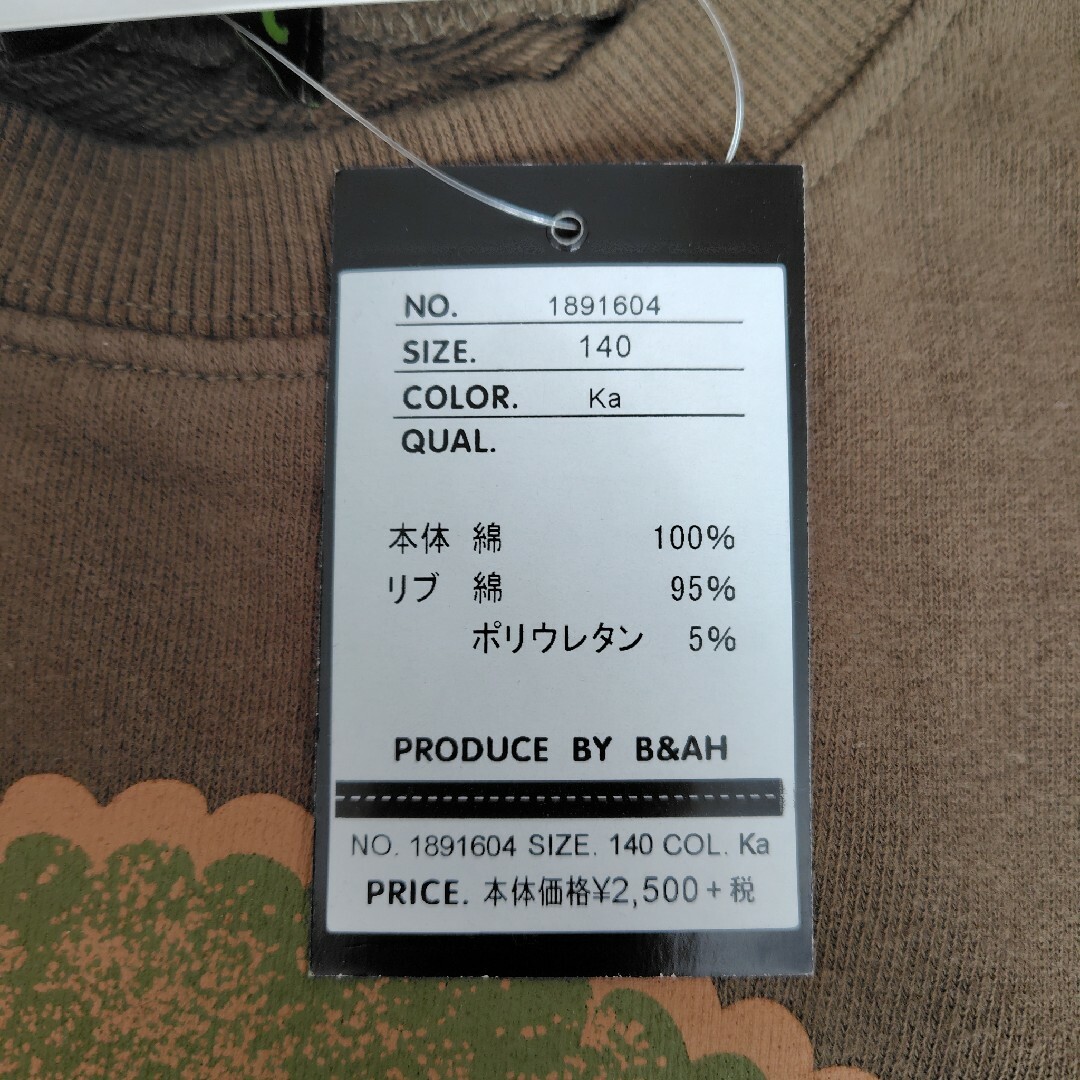 NO. 1891604
SIZE. 140
COLOR. Ka
QUAL.
本体 綿 100%
リブ 綿 95%
ポリウレタン 5%
PRODUCE BY B&AH
NO. 1891604 SIZE. 140 COL. Ka
PRICE. 本体価格¥2,500+税